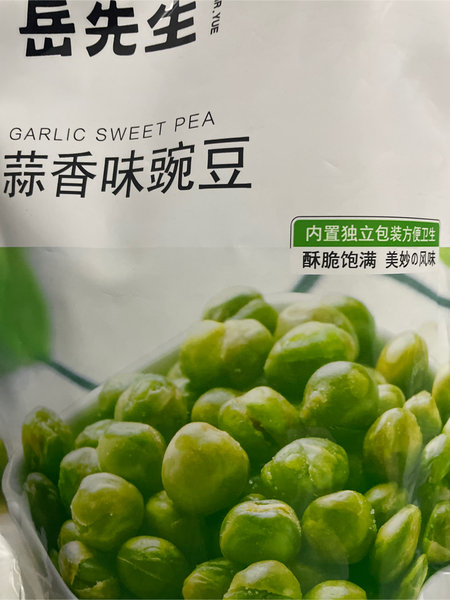 岳先生
R.YUE
GARLIC SWEET PEA
蒜香味豌豆
内置独立包装方便卫生
酥脆饱满 美妙の风味